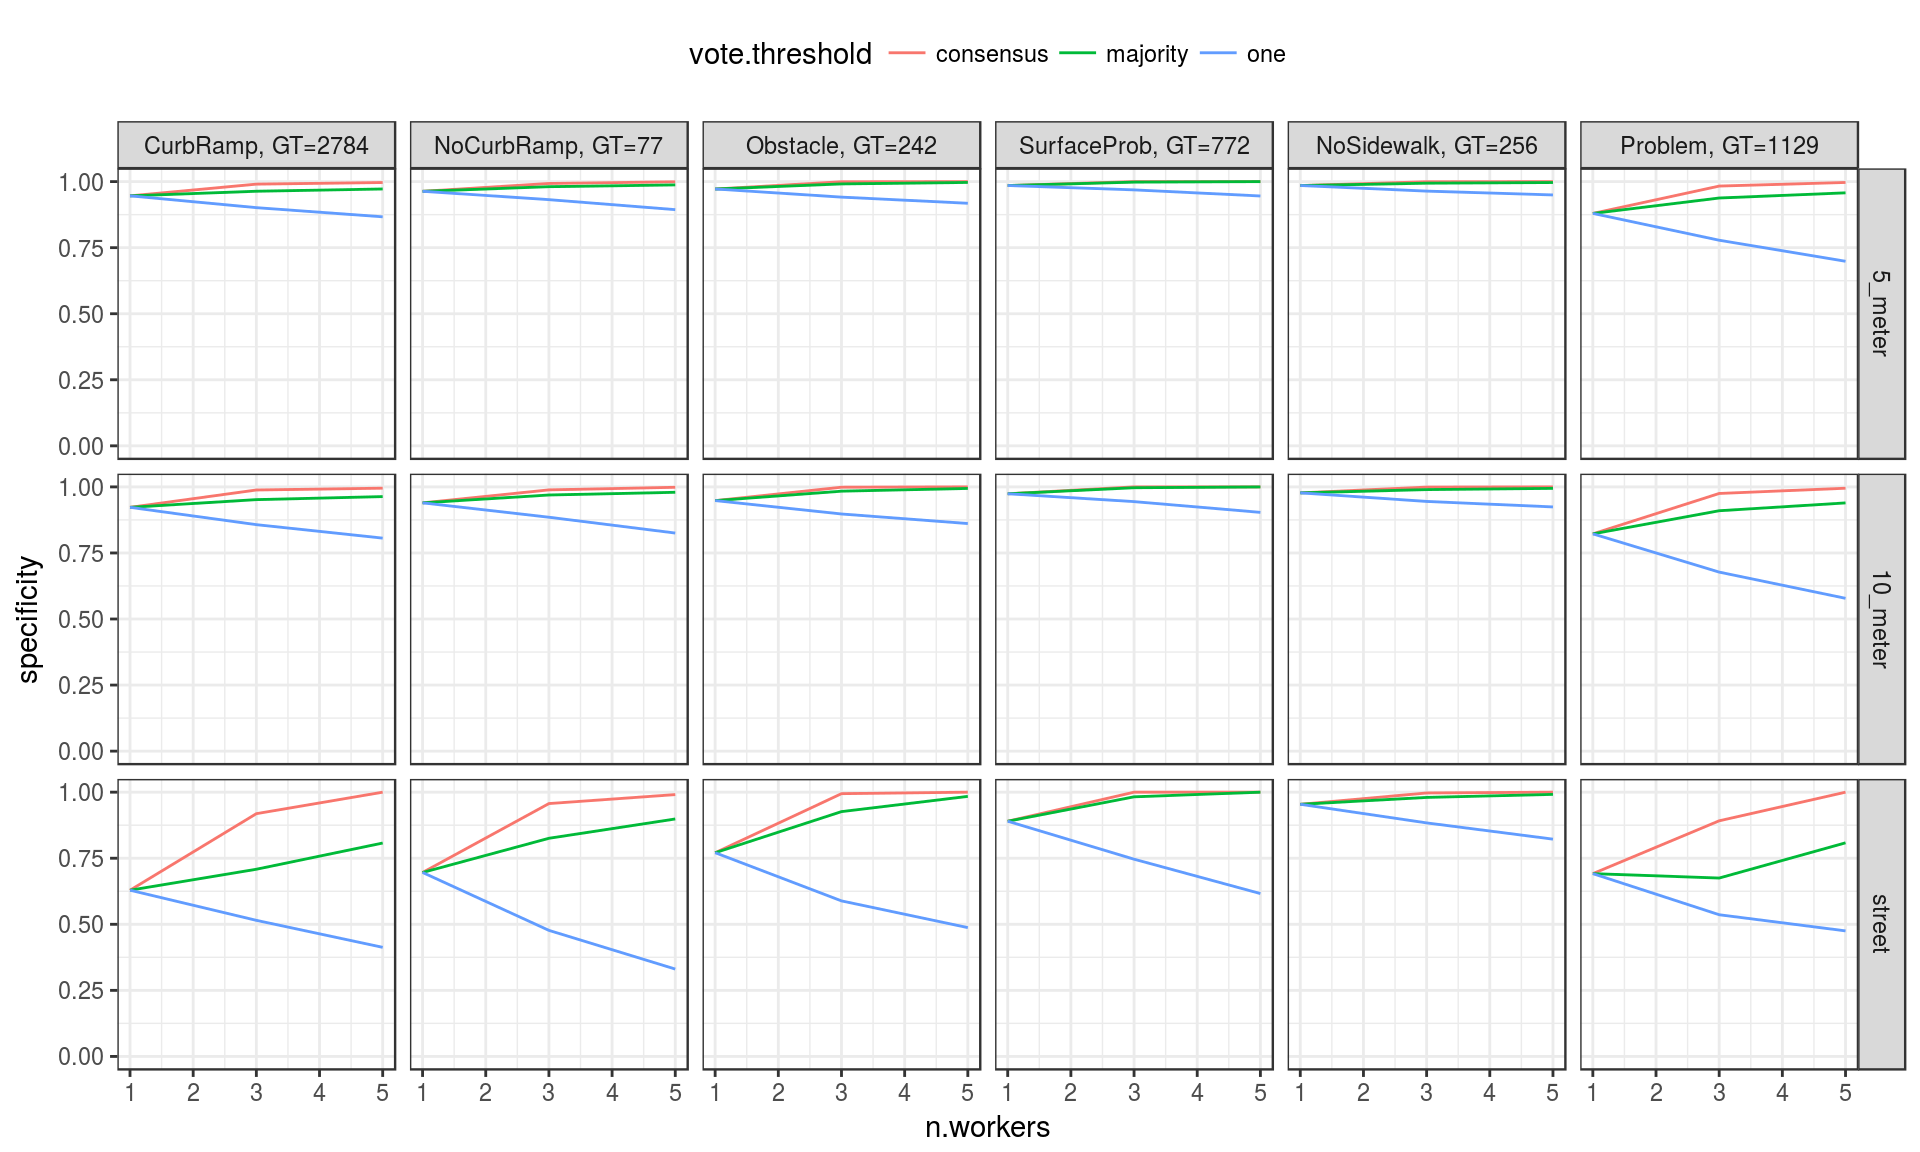 vote.threshold consensus majority one
CurbRamp, GT=2784 NoCurbRamp, GT=77 Obstacle, GT=242 SurfaceProb, GT=772 NoSidewalk, GT=256 Problem, GT=1129
1.00
0.75
0.50
0.25
0.00
5_meter
1.00
0.75
0.50
0.25
0.00
10_meter
1.00
0.75
0.50
0.25
0.00
street
specificity
1 2 3 4 5 1 2 3 4 5 1 2 3 4 5 1 2 3 4 5 1 2 3 4 5 1 2 3 4 5
n.workers